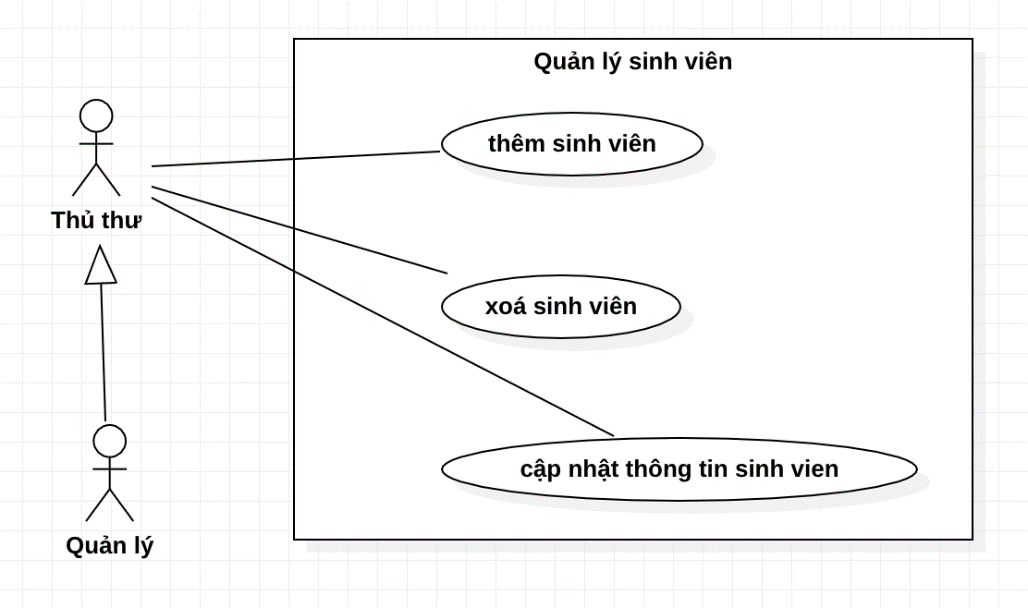 Quản lý sinh viên
thêm sinh viên
Thủ thư
xoá sinh viên
cập nhật thông tin sinh vien
Quản lý